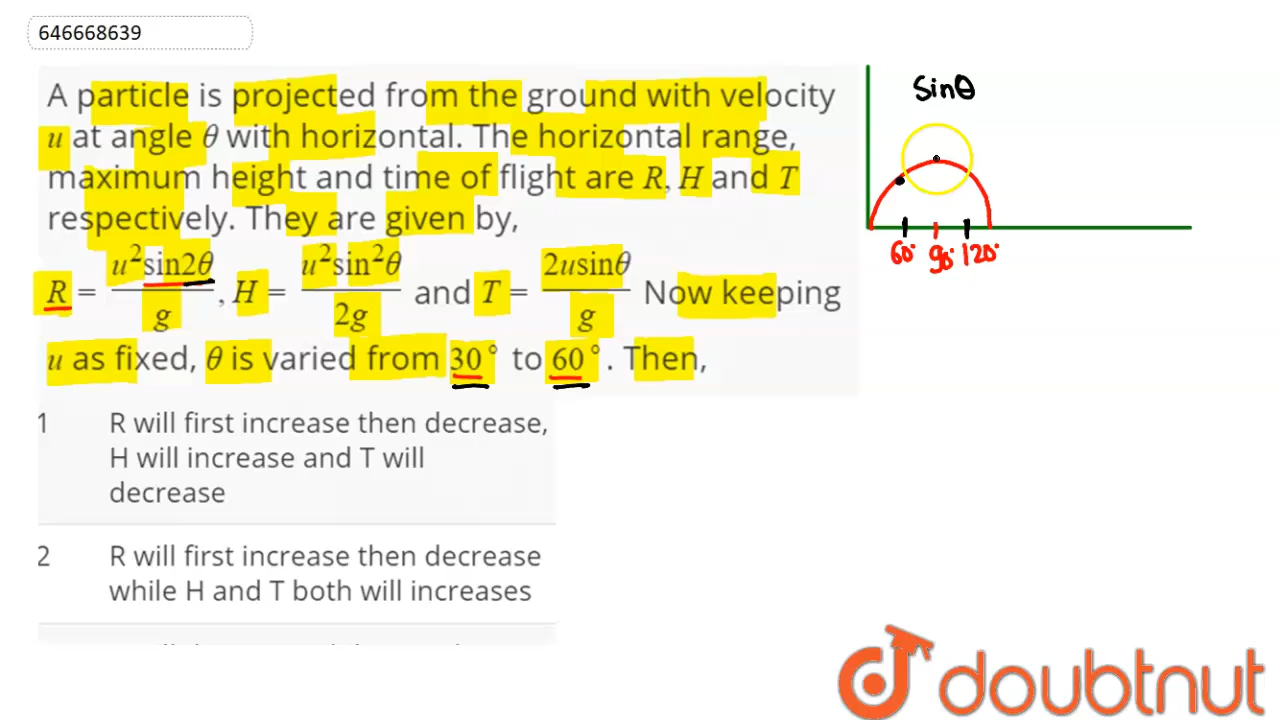 646668639
A particle is projected from the ground with velocity
u at angle θ with horizontal. The horizontal range,
maximum height and time of flight are R, H and T
respectively. They are given by,
R = u²sin2θ/g , H = u²sin²θ/2g and T = 2usinθ/g Now keeping
u as fixed, θ is varied from 30° to 60°. Then,
1 R will first increase then decrease,
H will increase and T will
decrease
2 R will first increase then decrease
while H and T both will increases
sinθ
60° 90° 120°
doubtnut